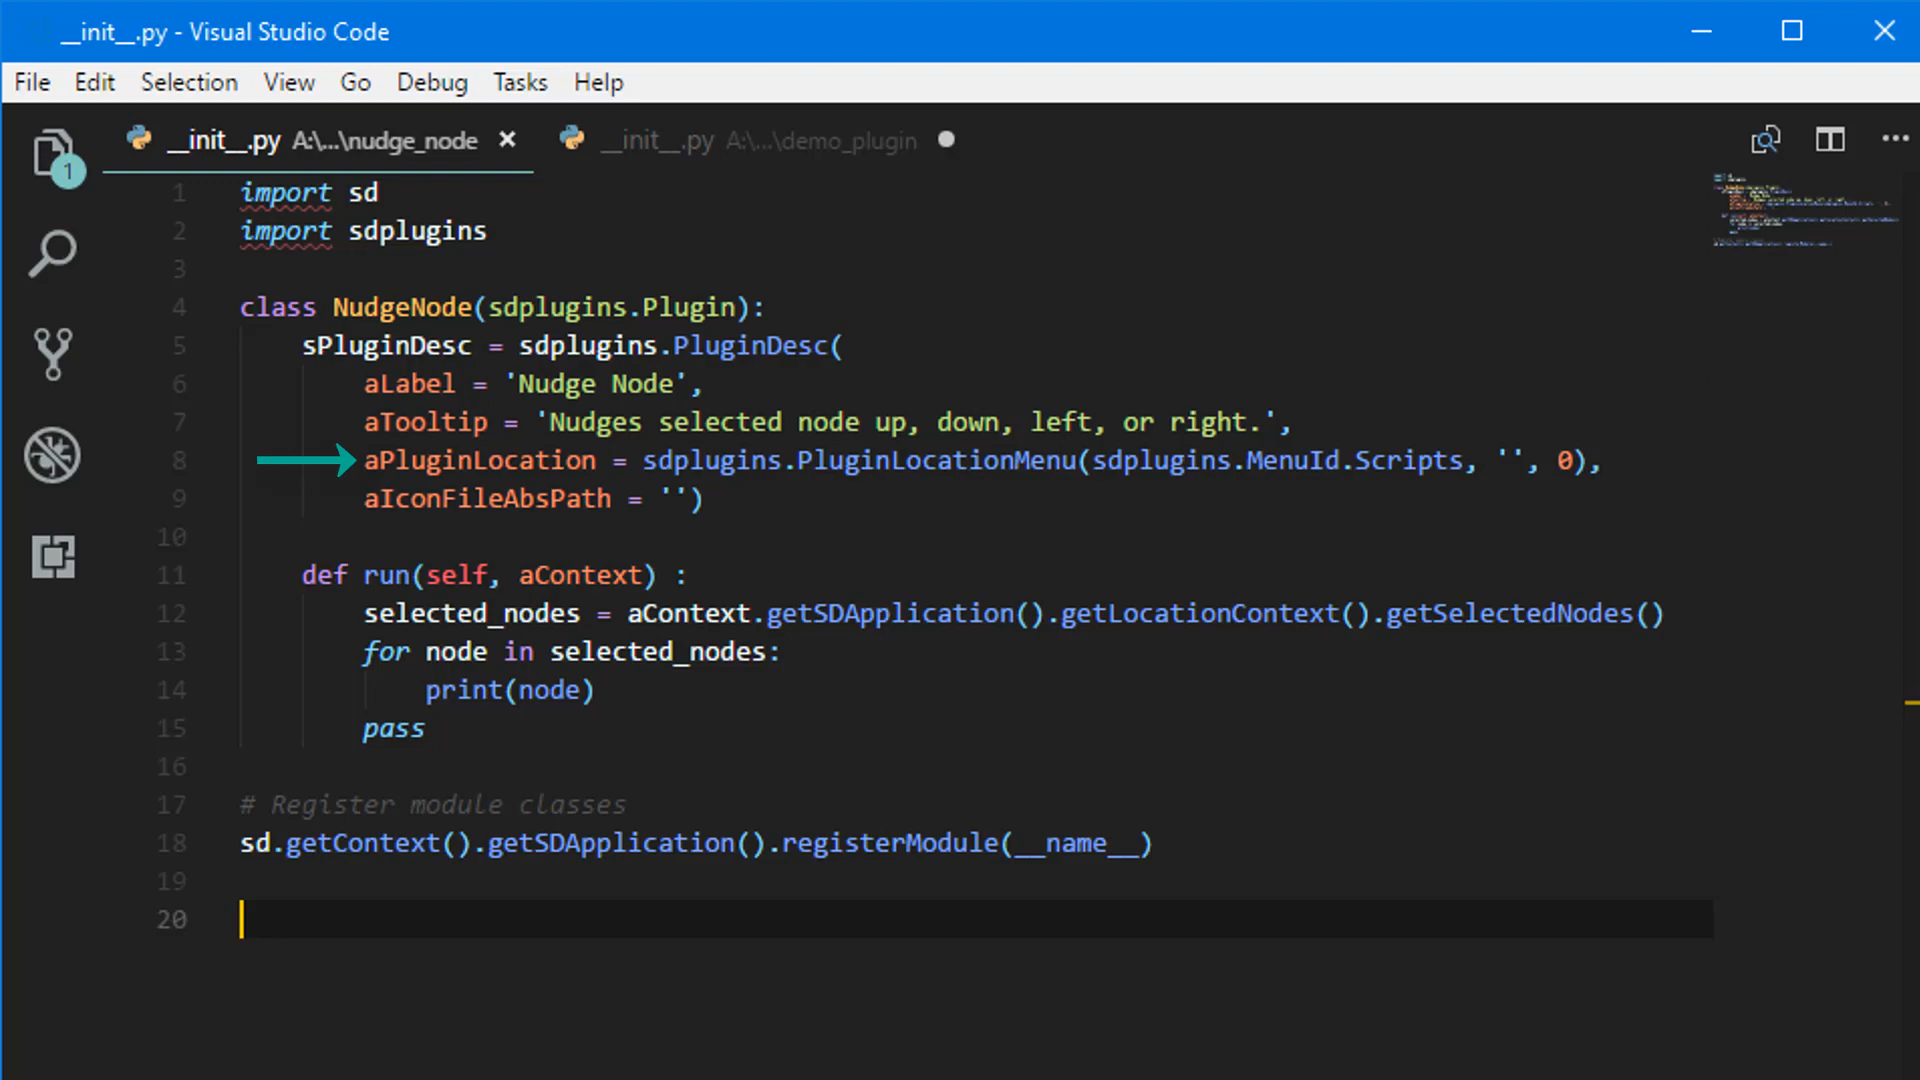 __init__.py - Visual Studio Code
File Edit Selection View Go Debug Tasks Help
__init__.py A:\...\nudge_node __init__.py A:\...\demo_plugin
1
1 import sd
2 import sdplugins
3
4 class NudgeNode(sdplugins.Plugin):
5 sPluginDesc = sdplugins.PluginDesc(
6 aLabel = 'Nudge Node',
7 aTooltip = 'Nudges selected node up, down, left, or right.',
8 aPluginLocation = sdplugins.PluginLocationMenu(sdplugins.MenuId.Scripts, '', 0),
9 aIconFileAbsPath = '')
10
11 def run(self, aContext) :
12 selected_nodes = aContext.getSDApplication().getLocationContext().getSelectedNodes()
13 for node in selected_nodes:
14 print(node)
15 pass
16
17 # Register module classes
18 sd.getContext().getSDApplication().registerModule(__name__)
19
20